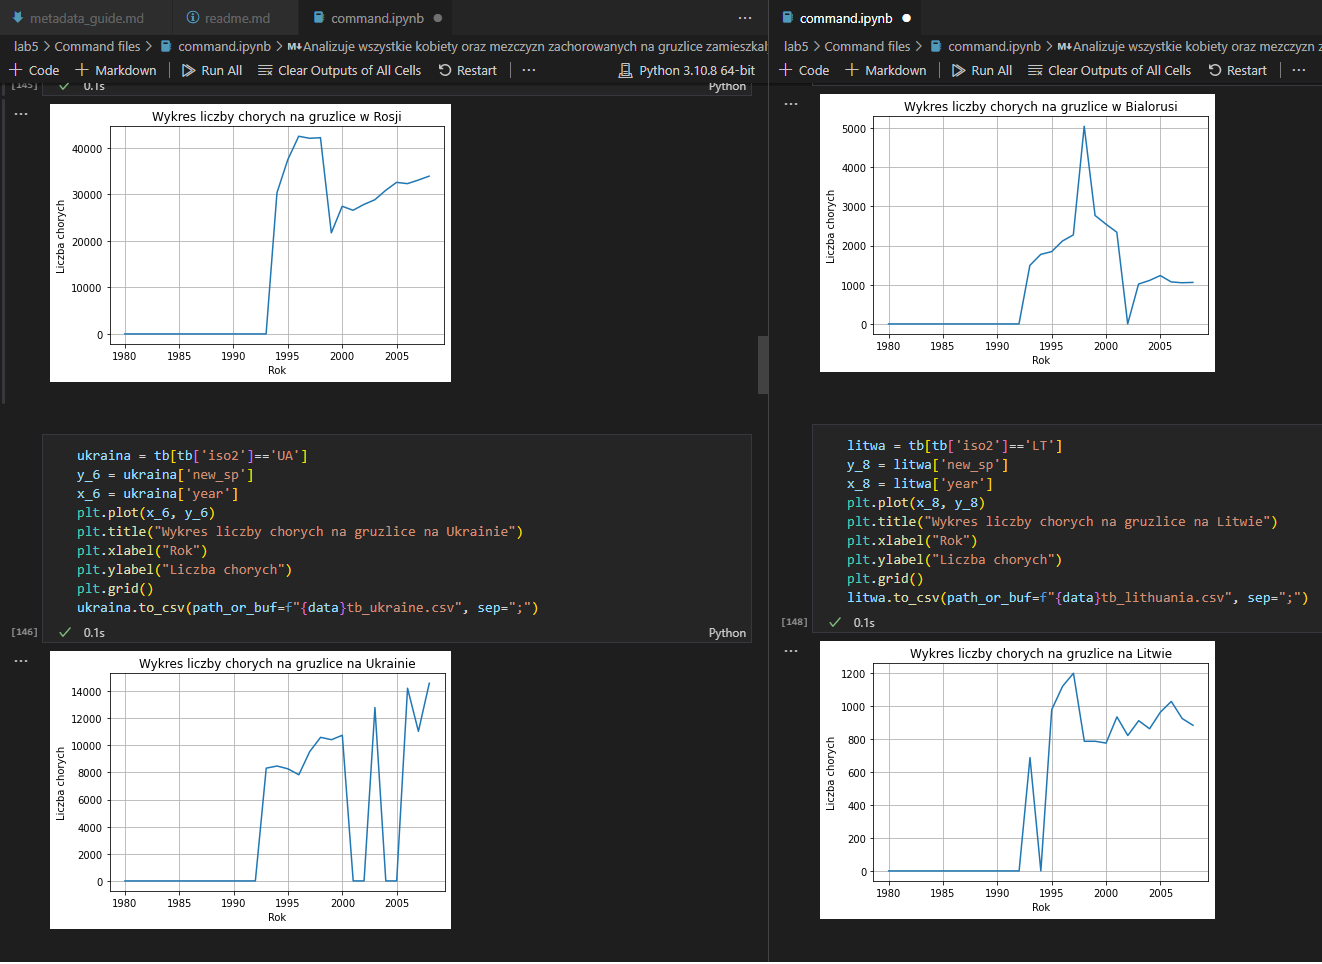 metadata_guide.md
readme.md
command.ipynb
lab5 > Command files > command.ipynb > M↓Analizuje wszystkie kobiety oraz mezczyzn zachorowanych na gruzlice zamieszkal
+ Code + Markdown | Run All Clear Outputs of All Cells Restart | ... Python 3.10.8 64-bit
[145] 0.1s Python
Wykres liczby chorych na gruzlice w Rosji
Liczba chorych
40000
30000
20000
10000
0
1980 1985 1990 1995 2000 2005
Rok
ukraina = tb[tb['iso2']=='UA']
y_6 = ukraina['new_sp']
x_6 = ukraina['year']
plt.plot(x_6, y_6)
plt.title("Wykres liczby chorych na gruzlice na Ukrainie")
plt.xlabel("Rok")
plt.ylabel("Liczba chorych")
plt.grid()
ukraina.to_csv(path_or_buf=f"{data}tb_ukraine.csv", sep=";")
[146] 0.1s Python
Wykres liczby chorych na gruzlice na Ukrainie
Liczba chorych
14000
12000
10000
8000
6000
4000
2000
0
1980 1985 1990 1995 2000 2005
Rok
command.ipynb
lab5 > Command files > command.ipynb > M↓Analizuje wszystkie kobiety oraz mezczyzn z
+ Code + Markdown | Run All Clear Outputs of All Cells Restart | ...
Wykres liczby chorych na gruzlice w Bialorusi
Liczba chorych
5000
4000
3000
2000
1000
0
1980 1985 1990 1995 2000 2005
Rok
litwa = tb[tb['iso2']=='LT']
y_8 = litwa['new_sp']
x_8 = litwa['year']
plt.plot(x_8, y_8)
plt.title("Wykres liczby chorych na gruzlice na Litwie")
plt.xlabel("Rok")
plt.ylabel("Liczba chorych")
plt.grid()
litwa.to_csv(path_or_buf=f"{data}tb_lithuania.csv", sep=";")
[148] 0.1s
Wykres liczby chorych na gruzlice na Litwie
Liczba chorych
1200
1000
800
600
400
200
0
1980 1985 1990 1995 2000 2005
Rok